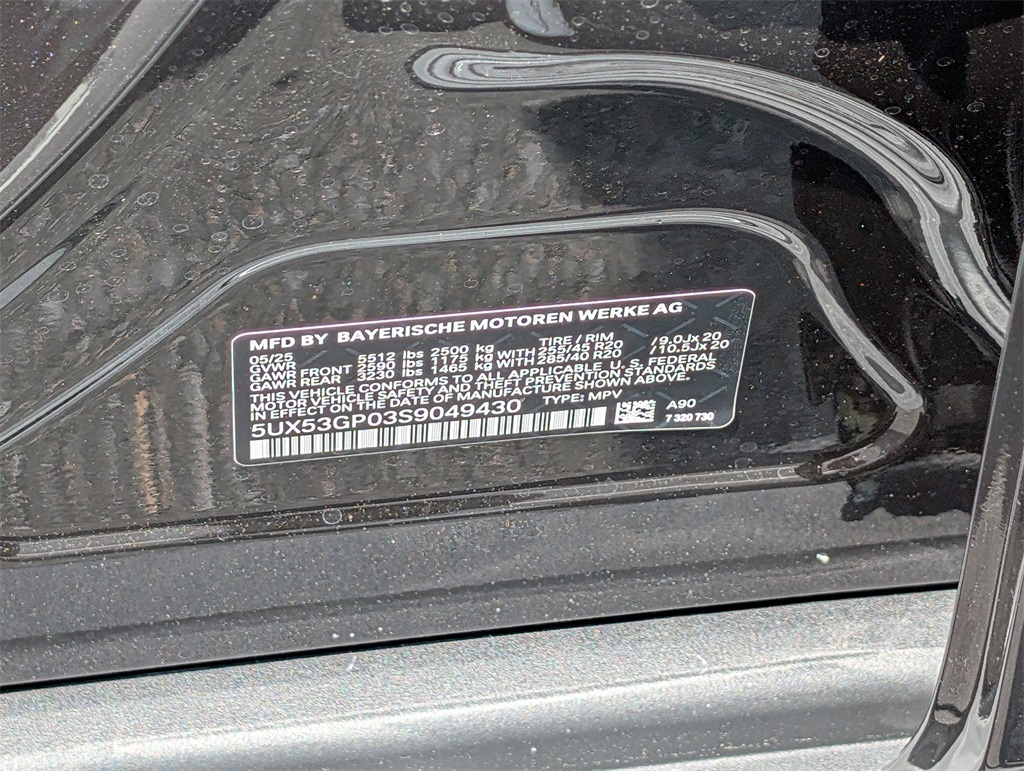 MFD BY BAYERISCHE MOTOREN WERKE AG
05/25 TIRE / RIM
GVWR 5512 lbs 2500 kg
GAWR FRONT 2590 lbs 1175 kg WITH 255/45 R20 /9.0Jx20
GAWR REAR 3230 lbs 1465 kg WITH 285/40 R20 /10.5Jx20
THIS VEHICLE CONFORMS TO ALL APPLICABLE U.S. FEDERAL
MOTOR VEHICLE SAFETY AND THEFT PREVENTION STANDARDS
IN EFFECT ON THE DATE OF MANUFACTURE SHOWN ABOVE.
5UX53GP03S9049430 TYPE: MPV
A90
7 320 730